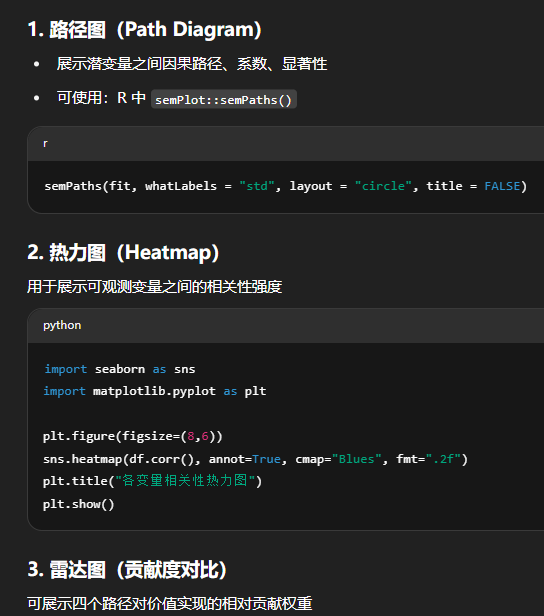 1. 路径图（Path Diagram）
• 展示潜变量之间因果路径、系数、显著性
• 可使用：R 中 semPlot::semPaths()
r
semPaths(fit, whatLabels = "std", layout = "circle", title = FALSE)
2. 热力图（Heatmap）
用于展示可观测变量之间的相关性强度
python
import seaborn as sns
import matplotlib.pyplot as plt
plt.figure(figsize=(8,6))
sns.heatmap(df.corr(), annot=True, cmap="Blues", fmt=".2f")
plt.title("各变量相关性热力图")
plt.show()
3. 雷达图（贡献度对比）
可展示四个路径对价值实现的相对贡献权重